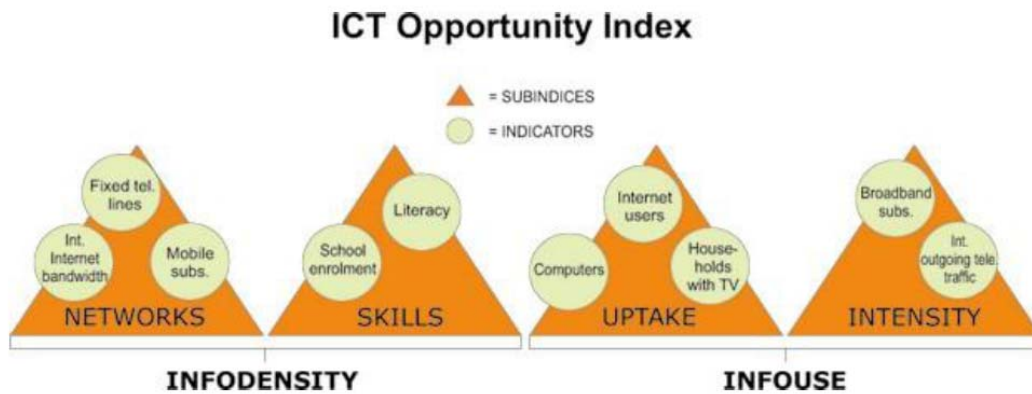 ICT Opportunity Index
= SUBINDICES
= INDICATORS
Fixed tel.
lines
Int.
Internet
bandwidth
Mobile
subs.
NETWORKS
Literacy
School
enrolment
SKILLS
Internet
users
Computers
House-
holds
with TV
UPTAKE
Broadband
subs.
Int.
outgoing tele.
traffic
INTENSITY
INFODENSITY
INFOUSE